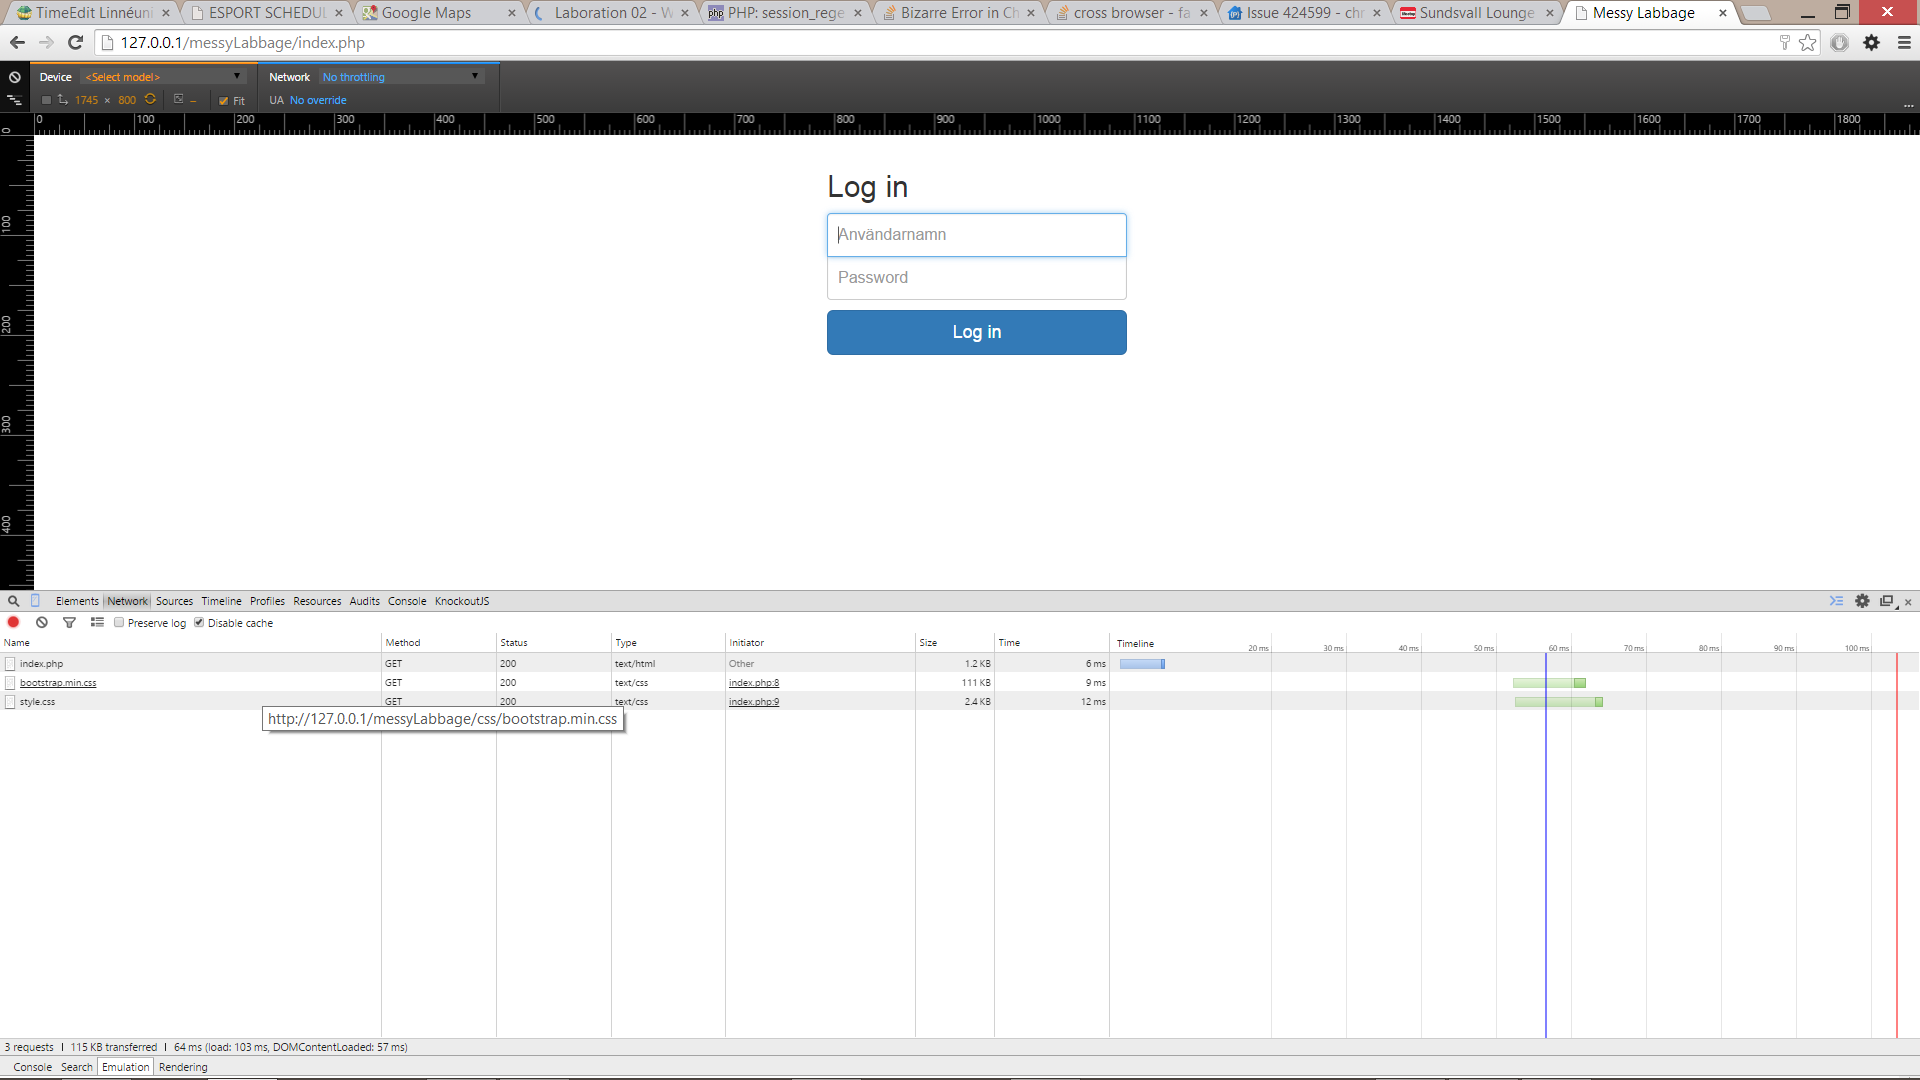 TimeEdit Linnéuni
ESPORT SCHEDUL
Google Maps
Laboration 02 - W
php PHP: session_rege
Bizarre Error in Ch
cross browser - fa
Issue 424599 - chr
Sundsvall Lounge
Messy Labbage
127.0.0.1/messyLabbage/index.php
Device <Select model> Network No throttling
1745 × 800 Fit UA No override
...
0 100 200 300 400 500 600 700 800 900 1000 1100 1200 1300 1400 1500 1600 1700 1800
0
100
200
300
400
Log in
Användarnamn
Password
Log in
Elements Network Sources Timeline Profiles Resources Audits Console KnockoutJS
Preserve log Disable cache
Name Method Status Type Initiator Size Time Timeline 20 ms 30 ms 40 ms 50 ms 60 ms 70 ms 80 ms 90 ms 100 ms
index.php GET 200 text/html Other 1.2 KB 6 ms
bootstrap.min.css GET 200 text/css index.php:8 111 KB 9 ms
style.css GET 200 text/css index.php:9 2.4 KB 12 ms
http://127.0.0.1/messyLabbage/css/bootstrap.min.css
3 requests | 115 KB transferred | 64 ms (load: 103 ms, DOMContentLoaded: 57 ms)
Console Search Emulation Rendering